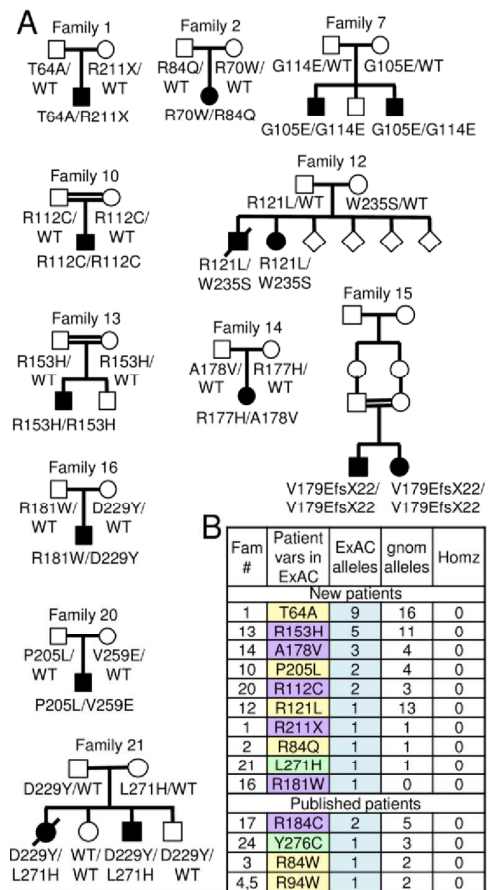 A
Family 1
T64A/ R211X/
WT WT
T64A/R211X
Family 2
R84Q/ R70W/
WT WT
R70W/R84Q
Family 7
G114E/WT G105E/WT
G105E/G114E G105E/G114E
Family 10
R112C/ R112C/
WT WT
R112C/R112C
Family 12
R121L/WT W235S/WT
R121L/ R121L/
W235S W235S
Family 13
R153H/ R153H/
WT WT
R153H/R153H
Family 14
A178V/ R177H/
WT WT
R177H/A178V
Family 15
V179EfsX22/ V179EfsX22/
V179EfsX22 V179EfsX22
Family 16
R181W/ D229Y/
WT WT
R181W/D229Y
Family 20
P205L/ V259E/
WT WT
P205L/V259E
Family 21
D229Y/WT L271H/WT
D229Y/ WT/ D229Y/ D229Y/
L271H WT L271H WT
B
Fam # Patient vars in ExAC ExAC alleles gnom alleles Homz
New patients
1 T64A 9 16 0
13 R153H 5 11 0
14 A178V 3 4 0
10 P205L 2 4 0
20 R112C 2 3 0
12 R121L 1 13 0
1 R211X 1 1 0
2 R84Q 1 1 0
21 L271H 1 1 0
16 R181W 1 0 0
Published patients
17 R184C 2 5 0
24 Y276C 1 3 0
3 R84W 1 2 0
4,5 R94W 1 2 0